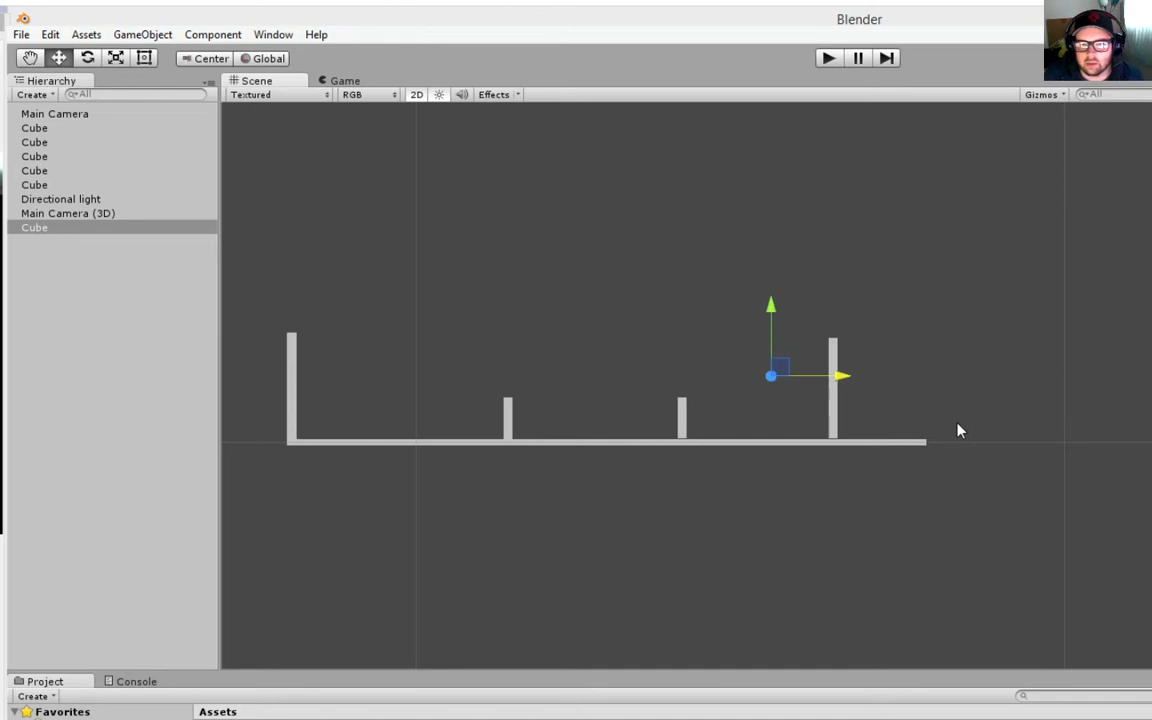 Blender
File Edit Assets GameObject Component Window Help
Center Global
Hierarchy Scene Game
Create All Textured RGB 2D Effects Gizmos All
Main Camera
Cube
Cube
Cube
Cube
Cube
Directional light
Main Camera (3D)
Cube
Project Console
Create
Favorites Assets